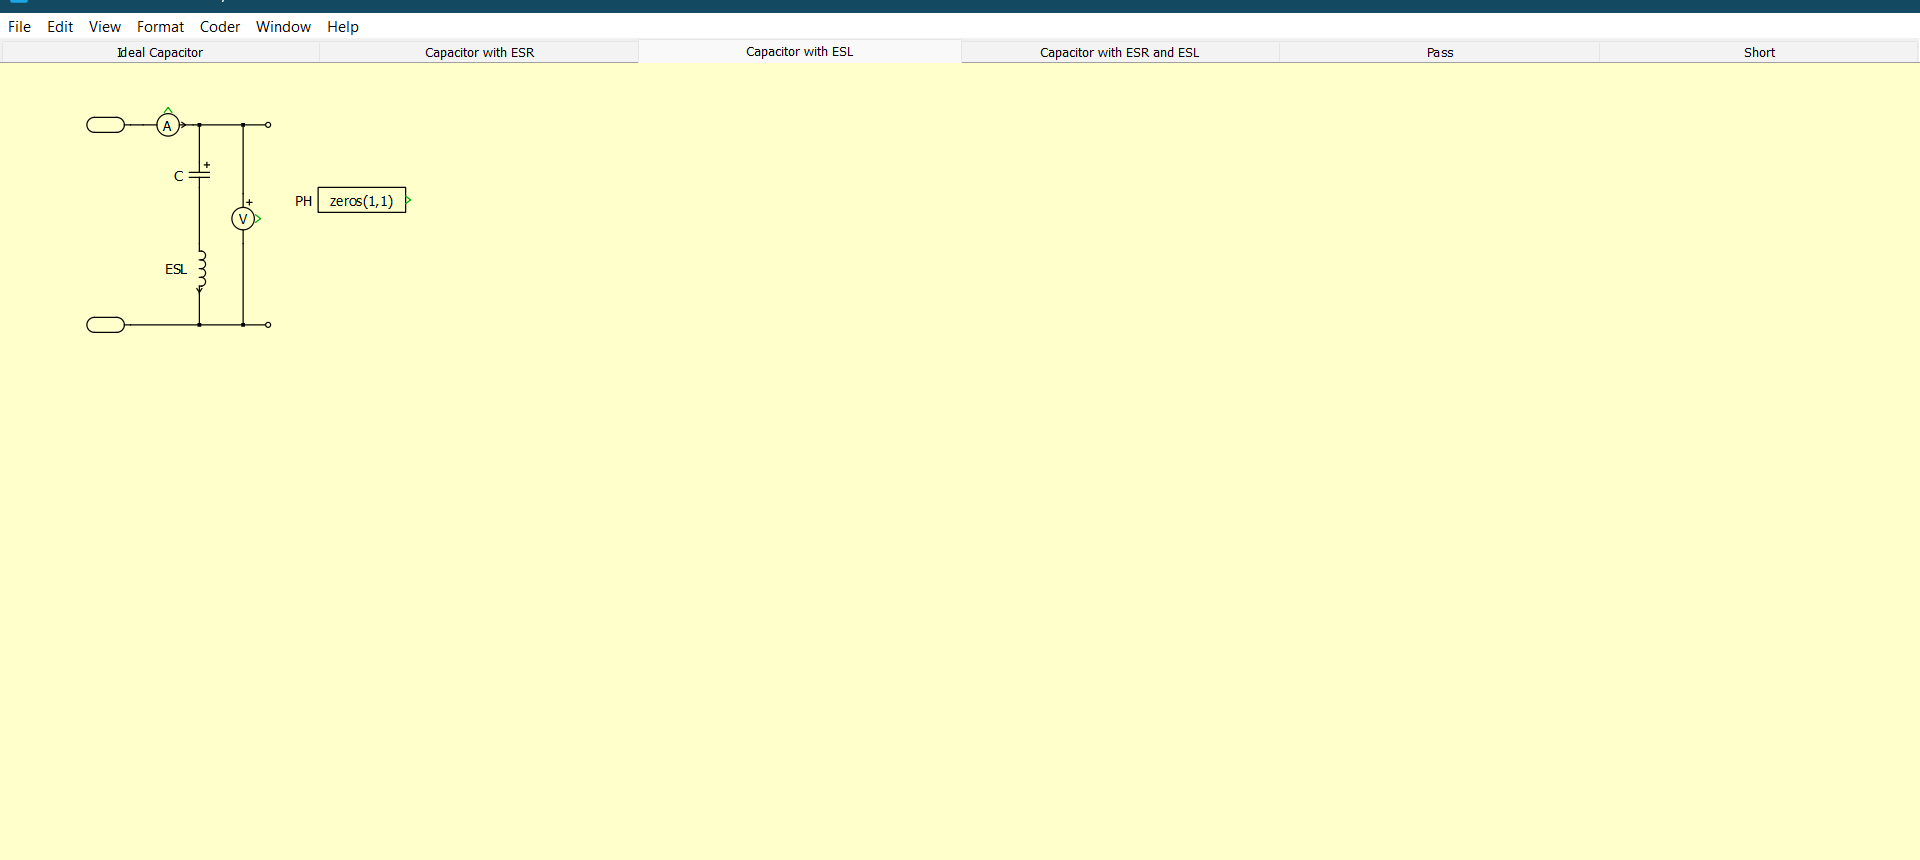 File Edit View Format Coder Window Help
Ideal Capacitor Capacitor with ESR Capacitor with ESL Capacitor with ESR and ESL Pass Short
A
+
C
PH zeros(1,1)
+
V
ESL